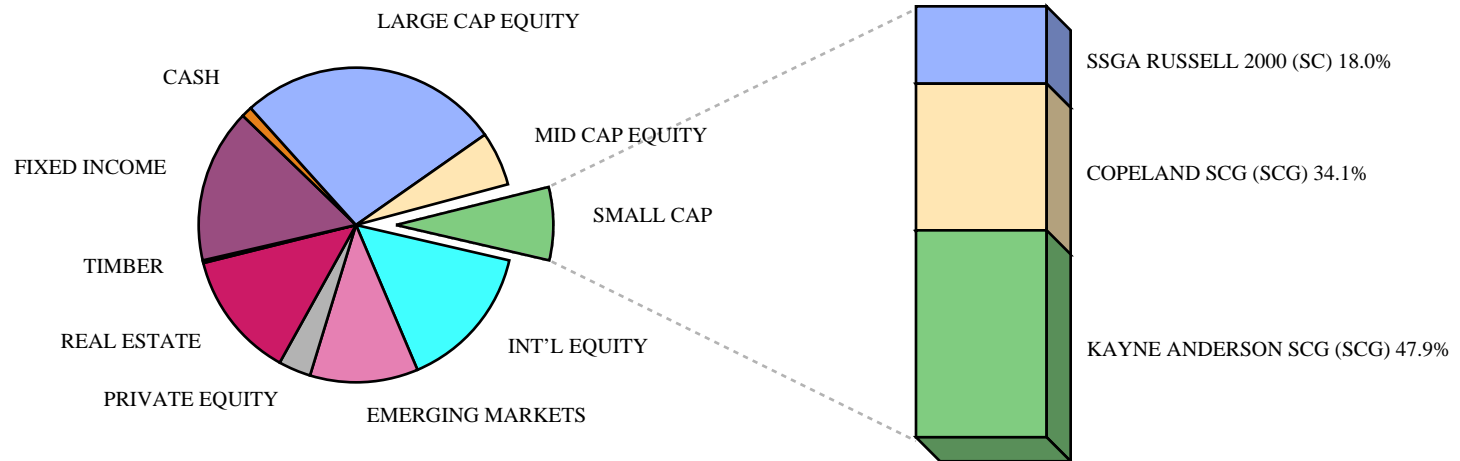 LARGE CAP EQUITY
CASH
MID CAP EQUITY
FIXED INCOME
SMALL CAP
TIMBER
REAL ESTATE
INT’L EQUITY
PRIVATE EQUITY
EMERGING MARKETS
SSGA RUSSELL 2000 (SC) 18.0%
COPELAND SCG (SCG) 34.1%
KAYNE ANDERSON SCG (SCG) 47.9%